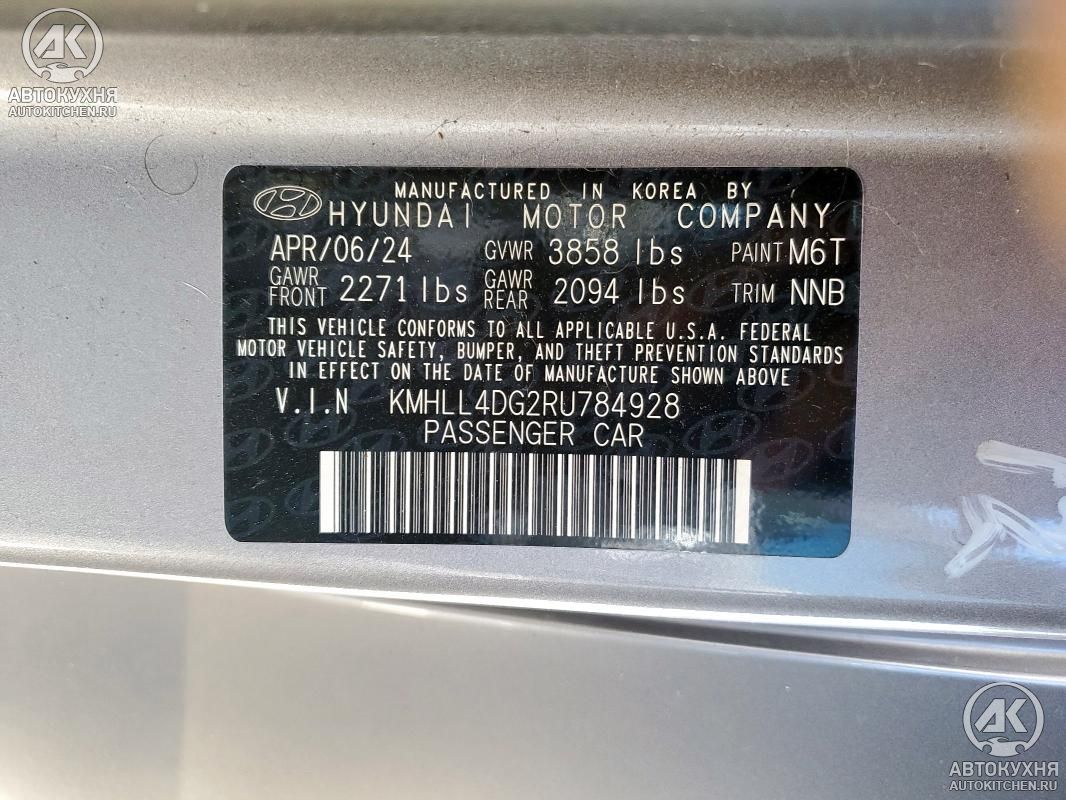 АВТОКУХНЯ
AUTOKITCHEN.RU
MANUFACTURED IN KOREA BY
HYUNDAI MOTOR COMPANY
APR/06/24 GVWR 3858 lbs PAINT M6T
GAWR FRONT 2271 lbs GAWR REAR 2094 lbs TRIM NNB
THIS VEHICLE CONFORMS TO ALL APPLICABLE U.S.A. FEDERAL
MOTOR VEHICLE SAFETY, BUMPER, AND THEFT PREVENTION STANDARDS
IN EFFECT ON THE DATE OF MANUFACTURE SHOWN ABOVE
V.I.N KMHLL4DG2RU784928
PASSENGER CAR
АВТОКУХНЯ
AUTOKITCHEN.RU